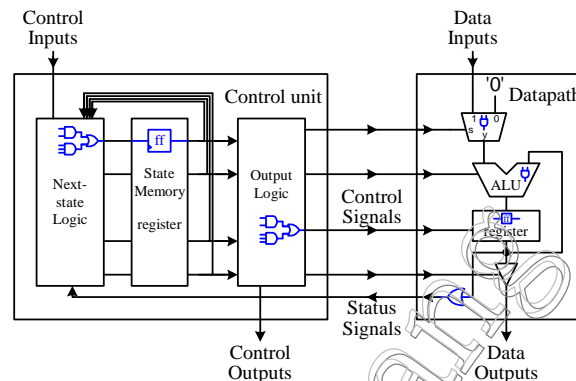 Control
Inputs
Data
Inputs
'0'
Control unit
Datapath
1 0
s
y
ff
Next-
state
Logic
State
Memory
register
Output
Logic
ALU
Control
Signals
ff
register
Status
Signals
Control
Outputs
Data
Outputs